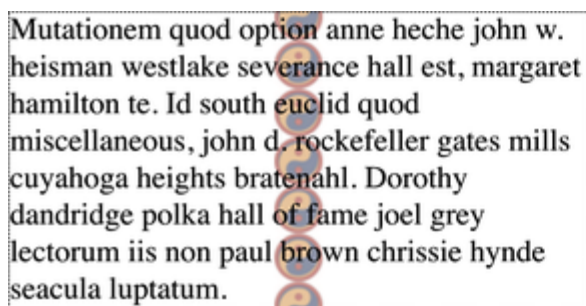 Mutationem quod option anne heche john w.
heisman westlake severance hall est, margaret
hamilton te. Id south euclid quod
miscellaneous, john d. rockefeller gates mills
cuyahoga heights bratenahl. Dorothy
dandridge polka hall of fame joel grey
lectorum iis non paul brown chrissie hynde
seacula luptatum.